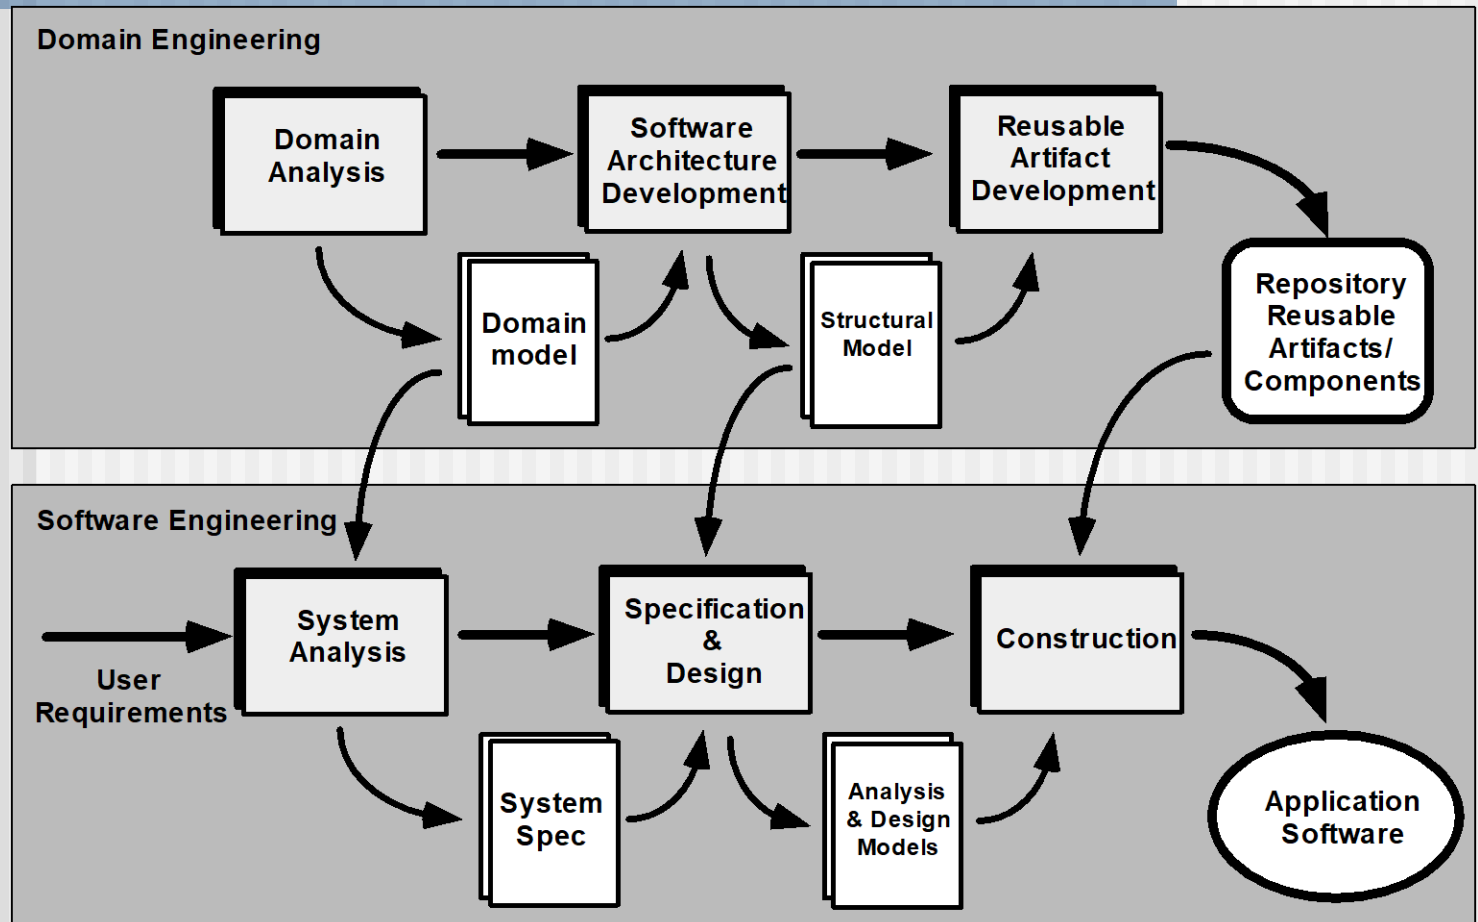 Domain Engineering
Domain
Analysis
Software
Architecture
Development
Reusable
Artifact
Development
Domain
model
Structural
Model
Repository
Reusable
Artifacts/
Components
Software Engineering
User
Requirements
System
Analysis
Specification
&
Design
Construction
System
Spec
Analysis
& Design
Models
Application
Software